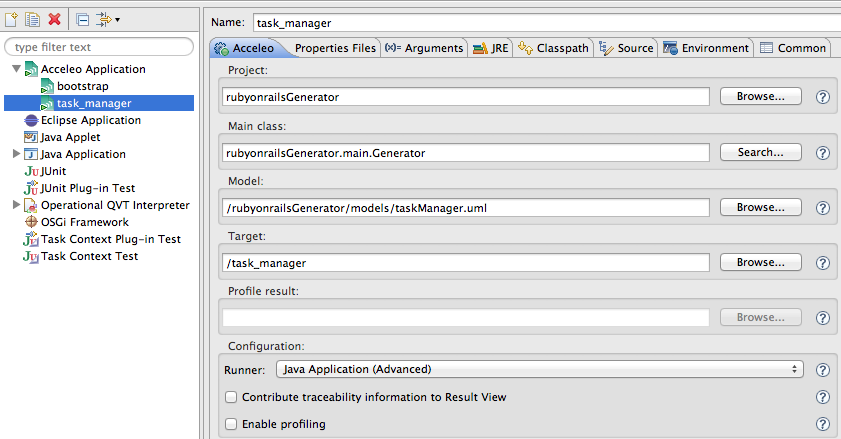 Name: task_manager
type filter text
Acceleo Application
bootstrap
task_manager
Eclipse Application
Java Applet
Java Application
JUnit
JUnit Plug-in Test
Operational QVT Interpreter
OSGi Framework
Task Context Plug-in Test
Task Context Test
Acceleo Properties Files (x)= Arguments JRE Classpath Source Environment Common
Project:
rubyonrailsGenerator Browse... ?
Main class:
rubyonrailsGenerator.main.Generator Search... ?
Model:
/rubyonrailsGenerator/models/taskManager.uml Browse... ?
Target:
/task_manager Browse... ?
Profile result:
Browse... ?
Configuration:
Runner: Java Application (Advanced) ?
Contribute traceability information to Result View ?
Enable profiling ?